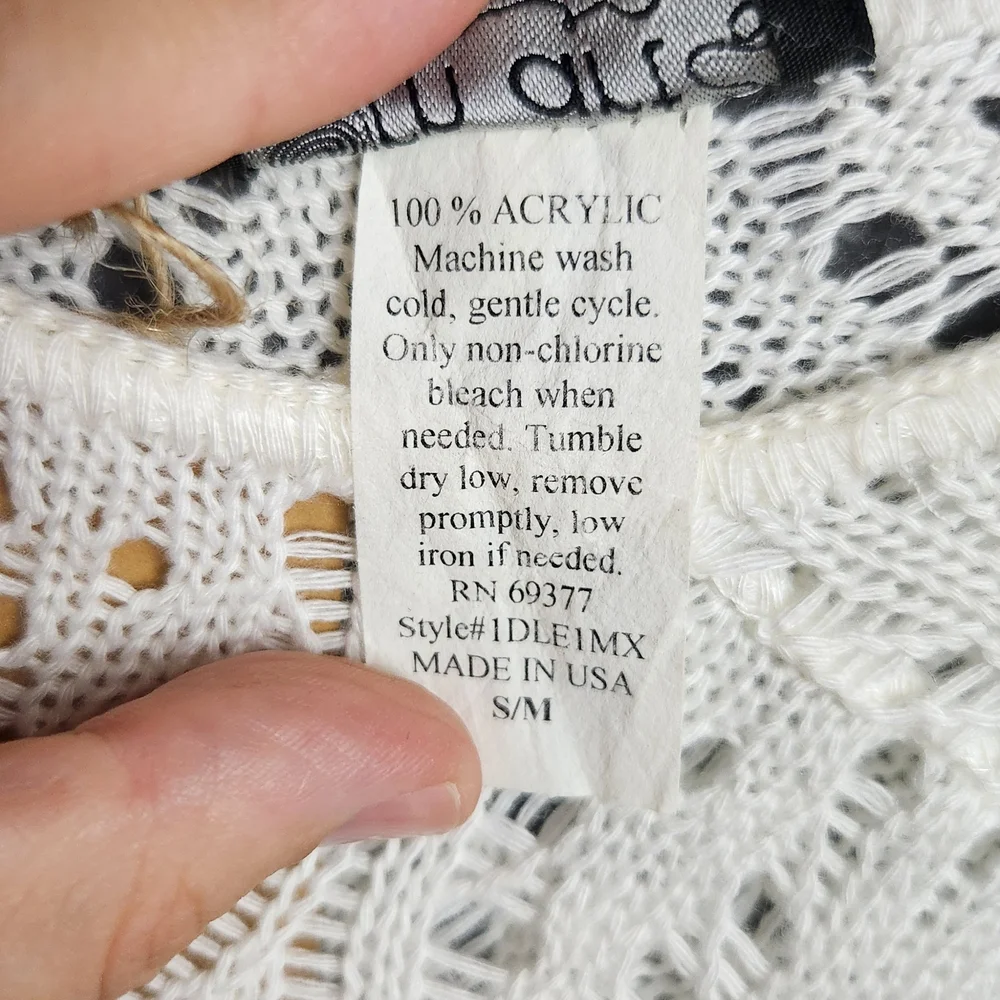 100 % ACRYLIC
Machine wash
cold, gentle cycle.
Only non-chlorine
bleach when
needed. Tumble
dry low, remove
promptly, low
iron if needed.
RN 69377
Style#1DLE1MX
MADE IN USA
S/M